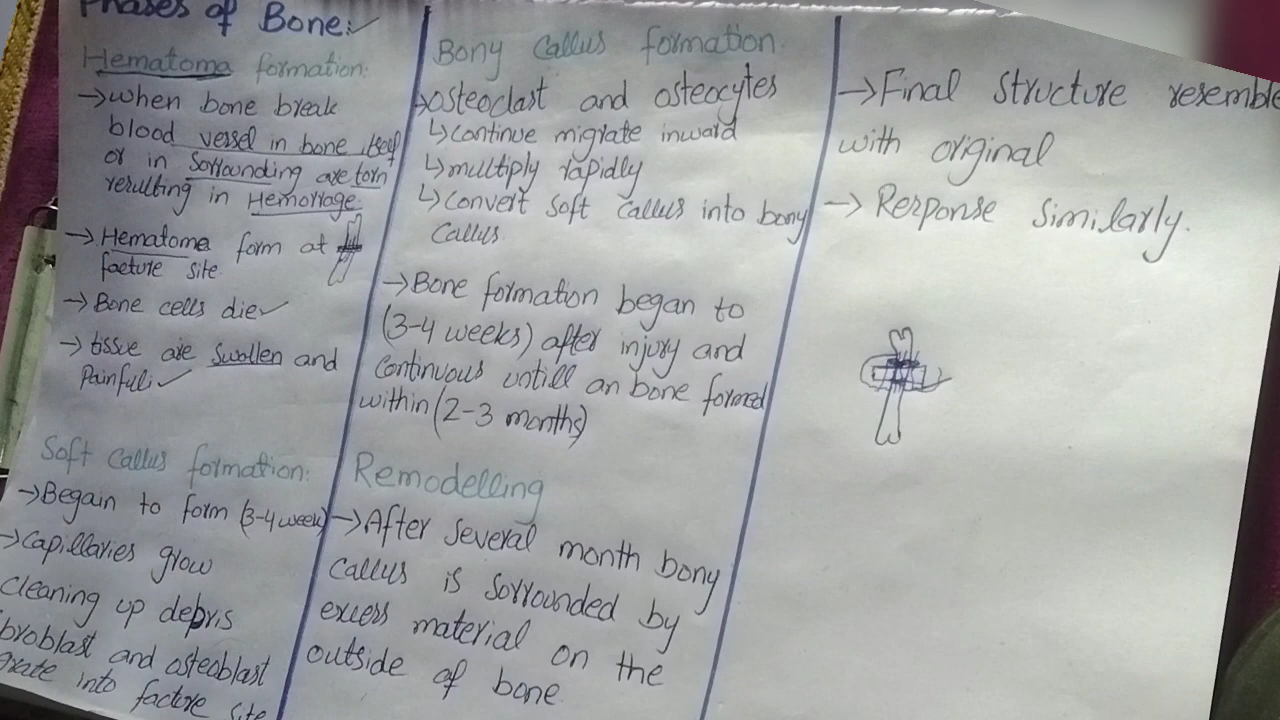 Phases of Bone:
Hematoma formation:
→when bone break
blood vessel in bone itself
or in Sorrounding are torn
resulting in Hemorrage.
→Hematoma form at
facture site
→Bone cells die
→tissue are swollen and
Painful:
Soft Callus formation:
→Begain to form (3-4 week)
→Capillaries grow
cleaning up debris
broblast and osteoblast
grate into facture site
Bony Callus formation.
→osteoclast and osteocytes
↳continue migrate inward
↳multiply rapidly
↳Convert soft callus into bony
Callus.
→Bone formation began to
(3-4 weeks) after injury and
continuous untill an bone formed
within (2-3 months)
Remodelling
→After several month bony
callus is sorrounded by
excess material on the
outside of bone.
→Final Structure resemble
with original
→ Response similarly.